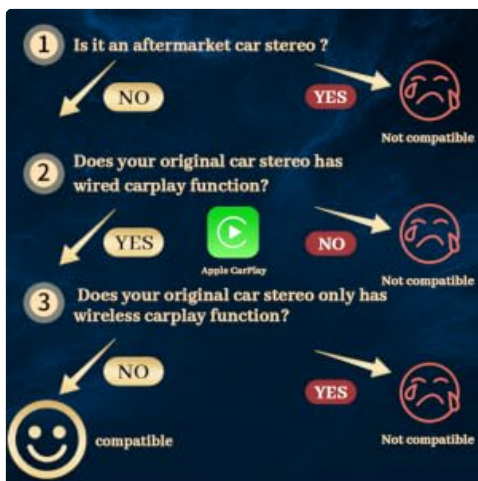 1 Is it an aftermarket car stereo ?
NO
YES
Not compatible
2 Does your original car stereo has
wired carplay function?
YES
NO
Apple CarPlay
Not compatible
3 Does your original car stereo only has
wireless carplay function?
NO
YES
compatible
Not compatible